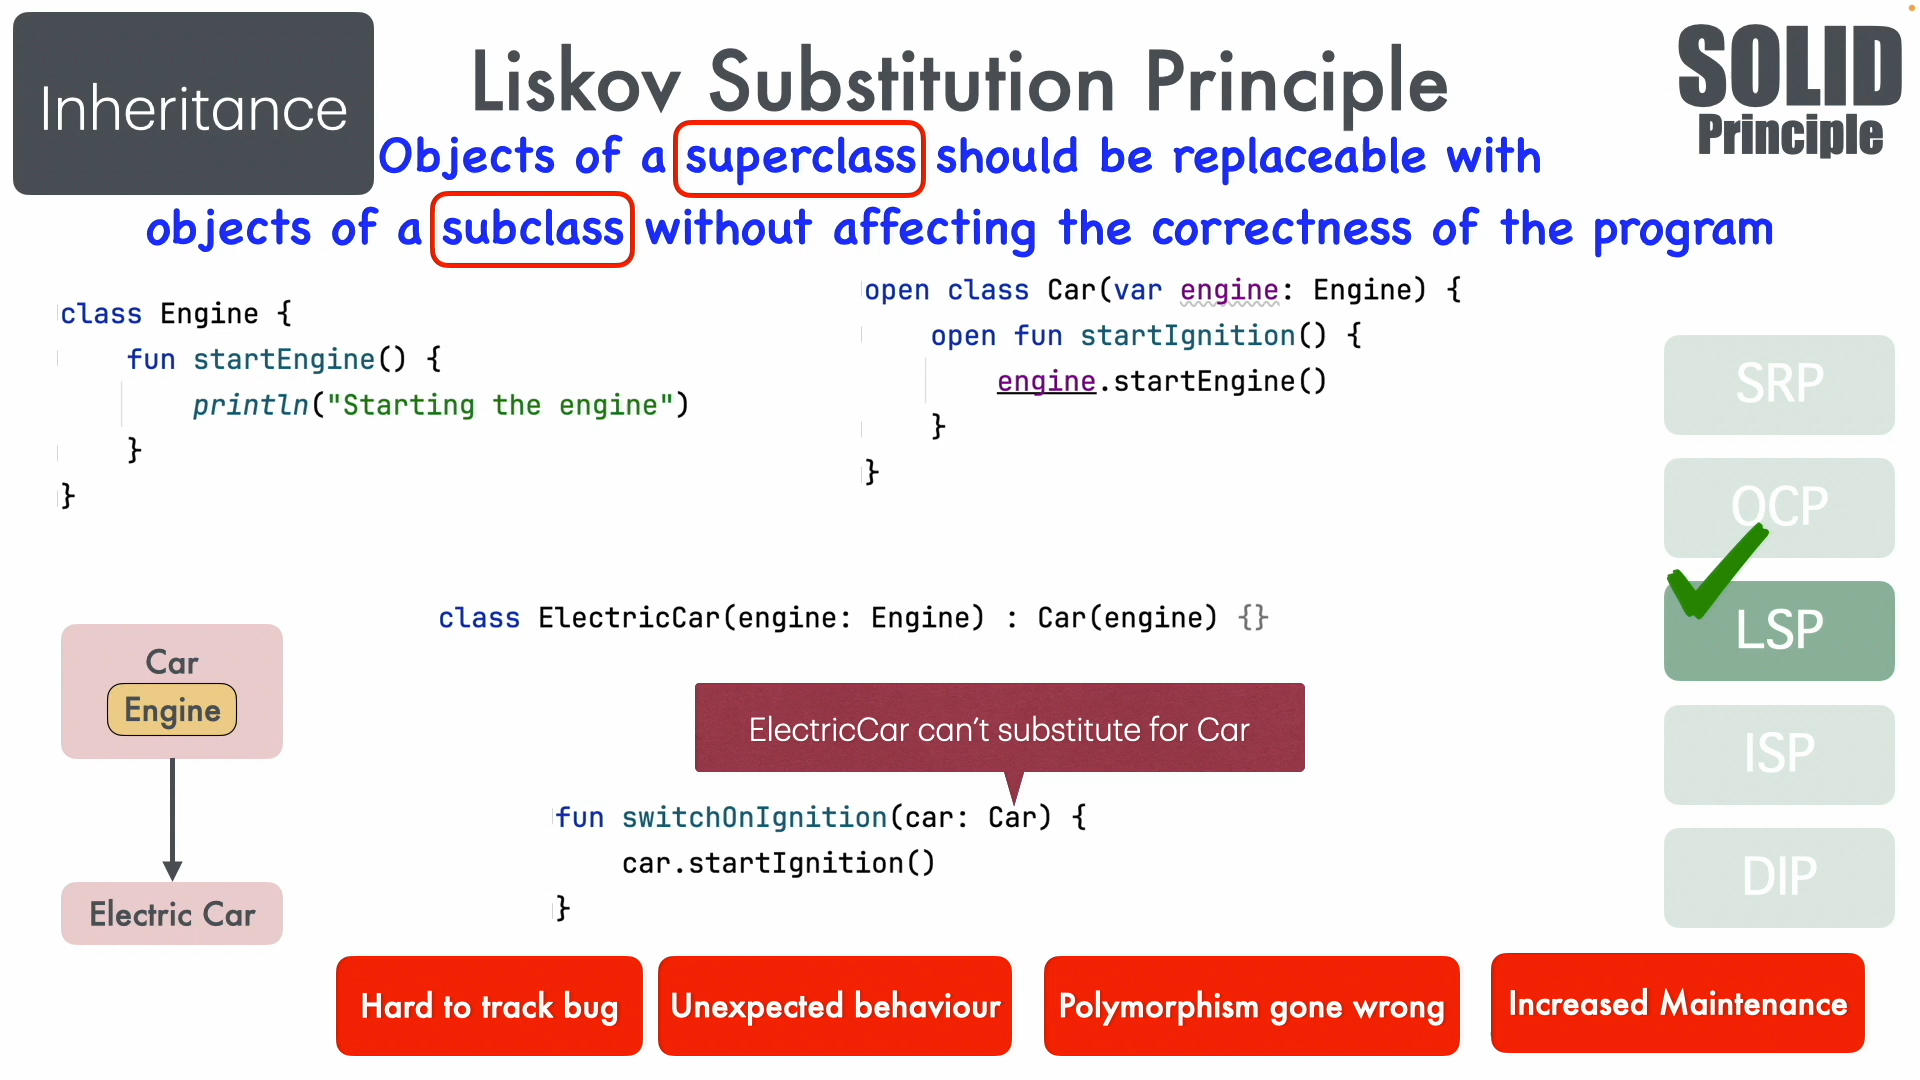 Inheritance
Liskov Substitution Principle
SOLID
Principle
Objects of a superclass should be replaceable with
objects of a subclass without affecting the correctness of the program
class Engine {
    fun startEngine() {
        println("Starting the engine")
    }
}
open class Car(var engine: Engine) {
    open fun startIgnition() {
        engine.startEngine()
    }
}
class ElectricCar(engine: Engine) : Car(engine) {}
ElectricCar can't substitute for Car
fun switchOnIgnition(car: Car) {
    car.startIgnition()
}
Car
Engine
Electric Car
SRP
OCP
LSP
ISP
DIP
Hard to track bug
Unexpected behaviour
Polymorphism gone wrong
Increased Maintenance